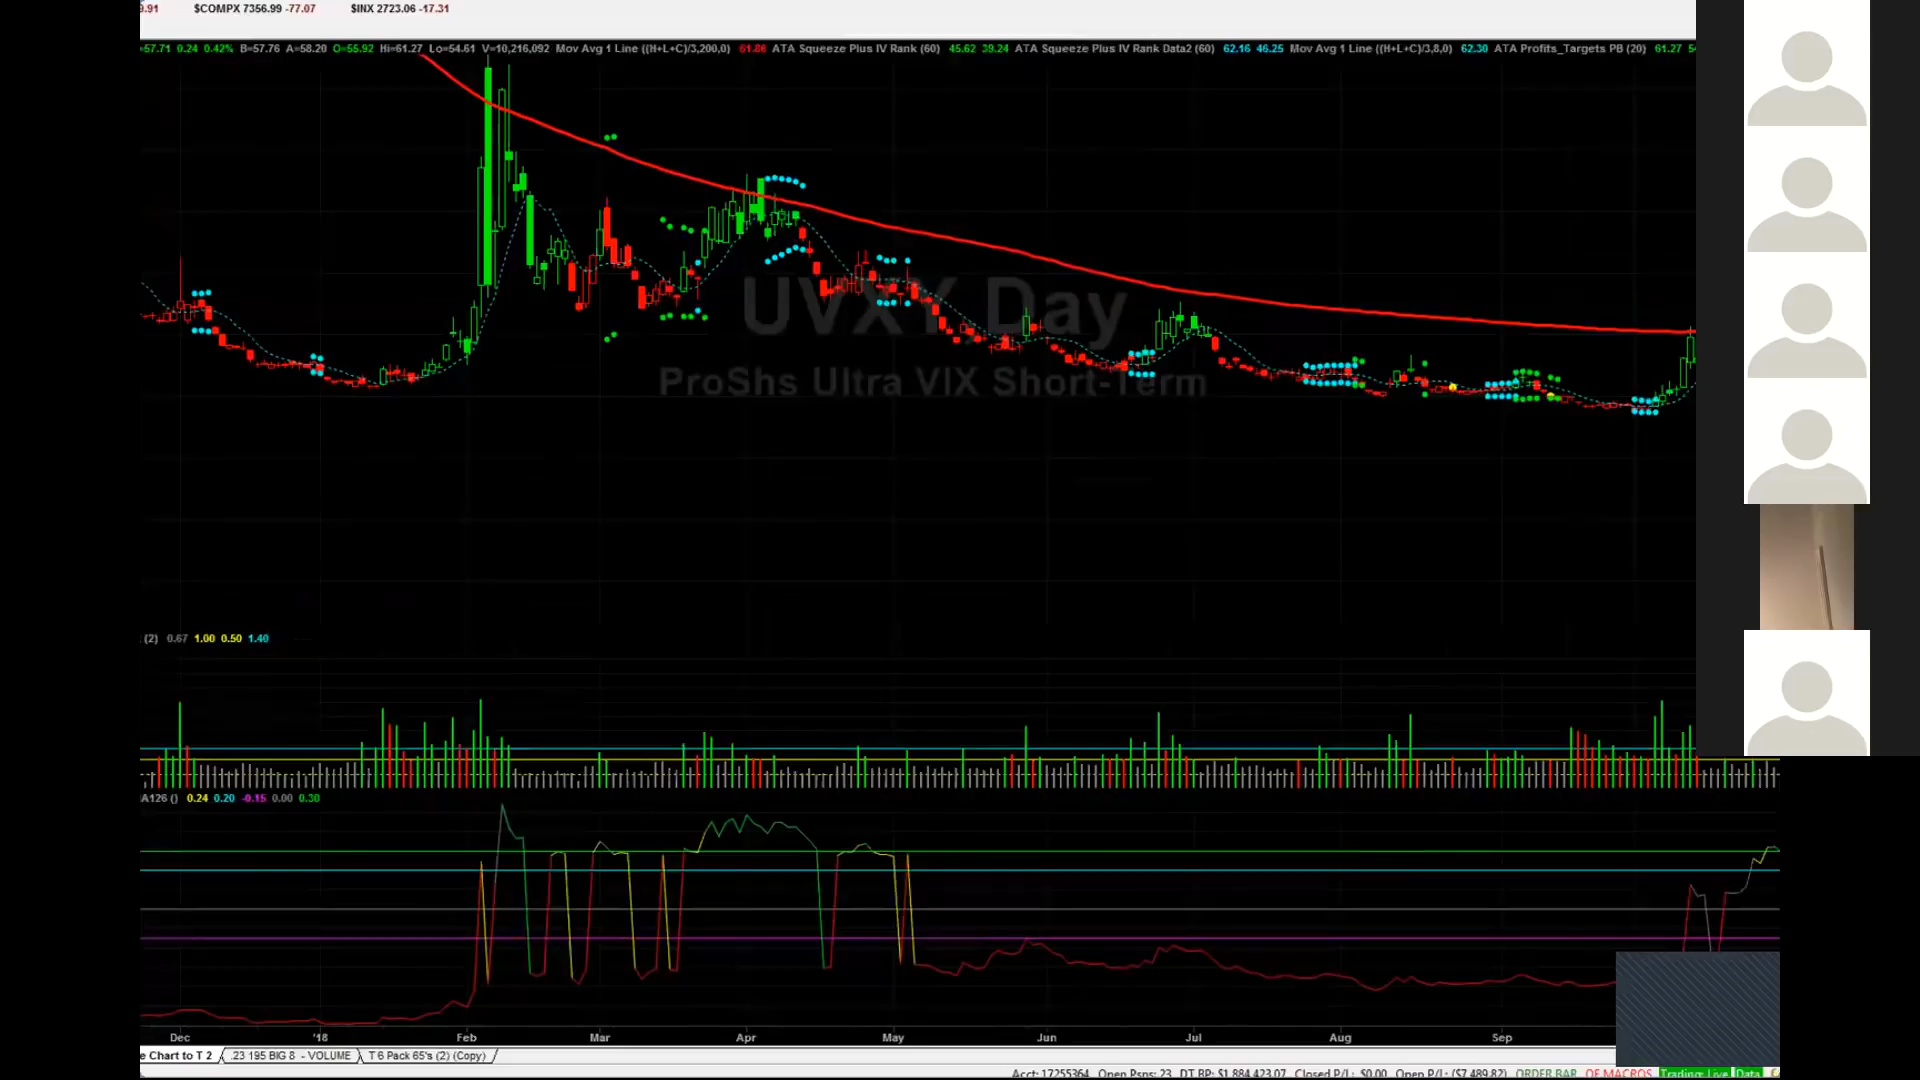 9.91 $COMPX 7356.99 -77.07 $INX 2723.06 -17.31
57.71 0.24 0.42% B=57.76 A=58.20 O=55.92 Hi=61.27 Lo=54.61 V=10,216,092 Mov Avg 1 Line ((H+L+C)/3,200,0) 61.86 ATA Squeeze Plus IV Rank (60) 45.62 39.24 ATA Squeeze Plus IV Rank Data2 (60) 62.16 46.25 Mov Avg 1 Line ((H+L+C)/3,8,0) 62.30 ATA Profits_Targets PB (20) 61.27
UVXY Day
ProShs Ultra VIX Short-Term
(2) 0.67 1.00 0.50 1.40
A126 () 0.24 0.20 -0.15 0.00 0.30
Dec '18 Feb Mar Apr May Jun Jul Aug Sep
e Chart to T 2 .23 195 BIG 8 - VOLUME T 6 Pack 65's (2) (Copy)
Acct: 17255364 Open Psns: 23 DT BP: $1,884,423.07 Closed P/L: $0.00 Open P/L: ($7,489.82) ORDER BAR OF MACROS Trading: Live Data